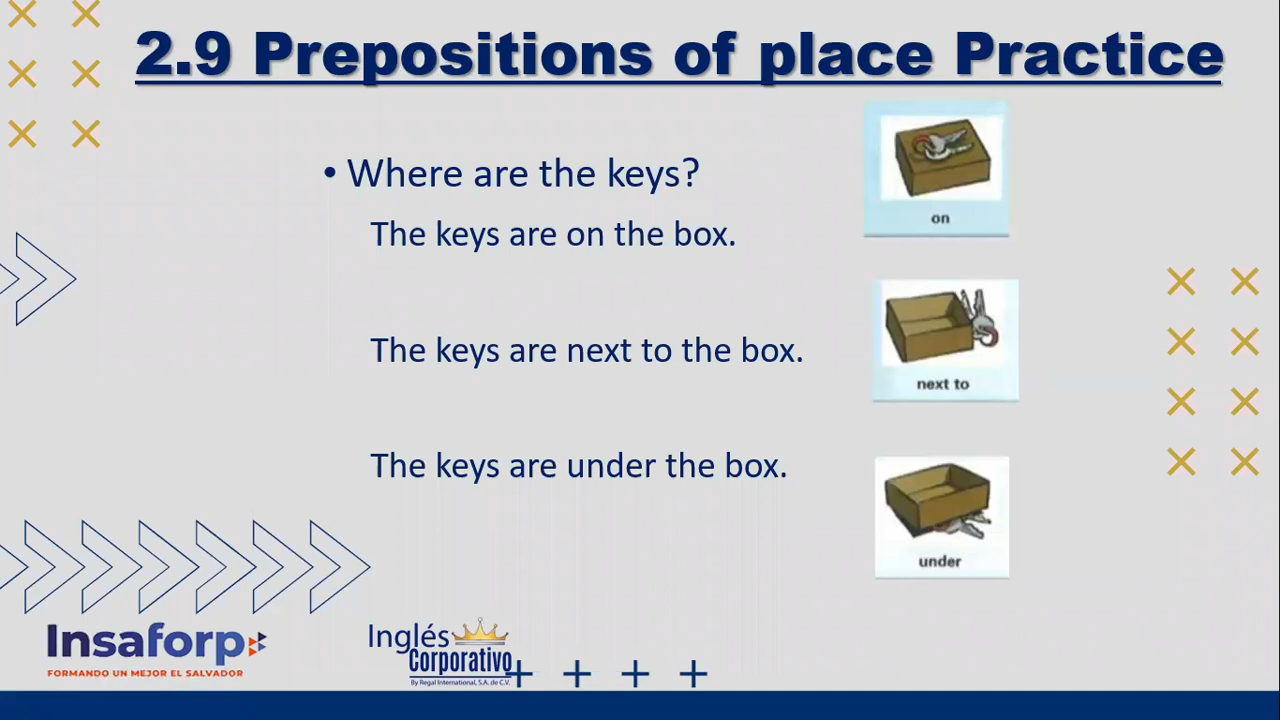 2.9 Prepositions of place Practice
• Where are the keys?
The keys are on the box.
on
The keys are next to the box.
next to
The keys are under the box.
under
Insaforp
FORMANDO UN MEJOR EL SALVADOR
Inglés
Corporativo
By Regal International, S.A. de C.V.